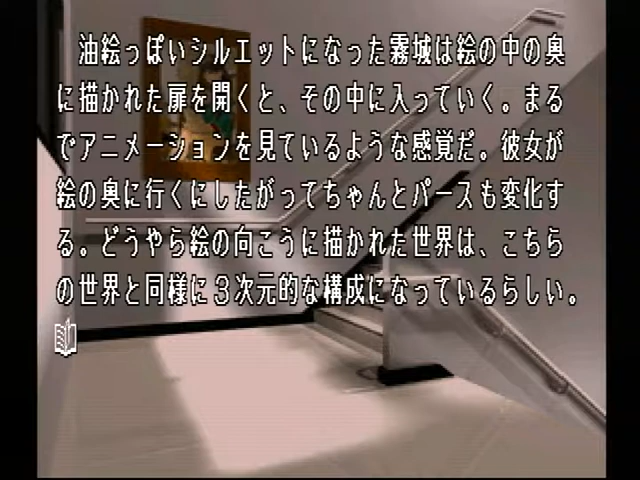 油絵っぽいシルエットになった霧城は絵の中の奥
に描かれた扉を開くと、その中に入っていく。まる
でアニメーションを見ているような感覚だ。彼女が
絵の奥に行くにしたがってちゃんとパースも変化す
る。どうやら絵の向こうに描かれた世界は、こちら
の世界と同様に３次元的な構成になっているらしい。